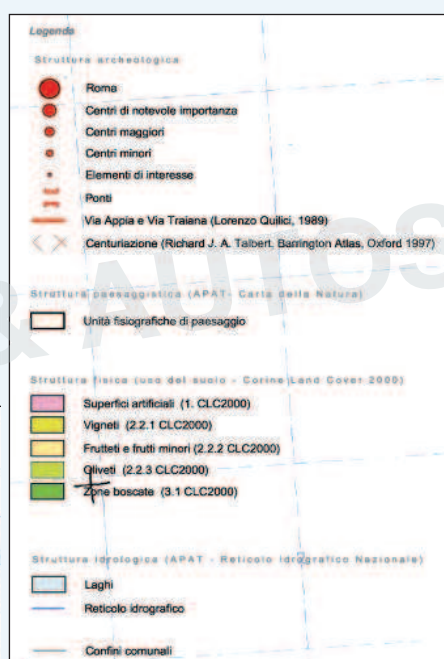 Legenda
Struttura archeologica
Roma
Centri di notevole importanza
Centri maggiori
Centri minori
Elementi di interesse
Ponti
Via Appia e Via Traiana (Lorenzo Quilici, 1989)
Centuriazione (Richard J. A. Talbert, Barrington Atlas, Oxford 1997)
& AUTOS
Struttura paesaggistica (APAT- Carta della Natura)
Unità fisiografiche di paesaggio
Struttura fisica (uso del suolo - Corine Land Cover 2000)
Superfici artificiali (1. CLC2000)
Vigneti (2.2.1 CLC2000)
Frutteti e frutti minori (2.2.2 CLC2000)
Oliveti (2.2.3 CLC2000)
Zone boscate (3.1 CLC2000)
Struttura idrologica (APAT - Reticolo Idrografico Nazionale)
Laghi
Reticolo idrografico
Confini comunali